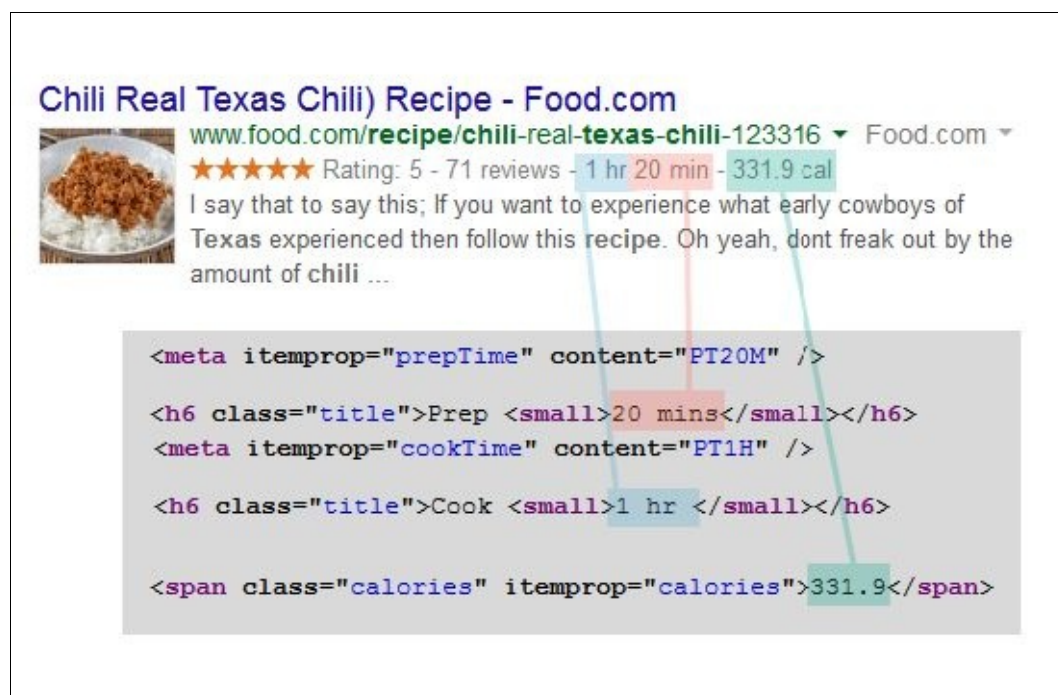 Chili Real Texas Chili) Recipe - Food.com
www.food.com/recipe/chili-real-texas-chili-123316 Food.com
Rating: 5 - 71 reviews - 1 hr 20 min - 331.9 cal
I say that to say this; If you want to experience what early cowboys of
Texas experienced then follow this recipe. Oh yeah, dont freak out by the
amount of chili ...
<meta itemprop="prepTime" content="PT20M" />
<h6 class="title">Prep <small>20 mins</small></h6>
<meta itemprop="cookTime" content="PT1H" />
<h6 class="title">Cook <small>1 hr </small></h6>
<span class="calories" itemprop="calories">331.9</span>